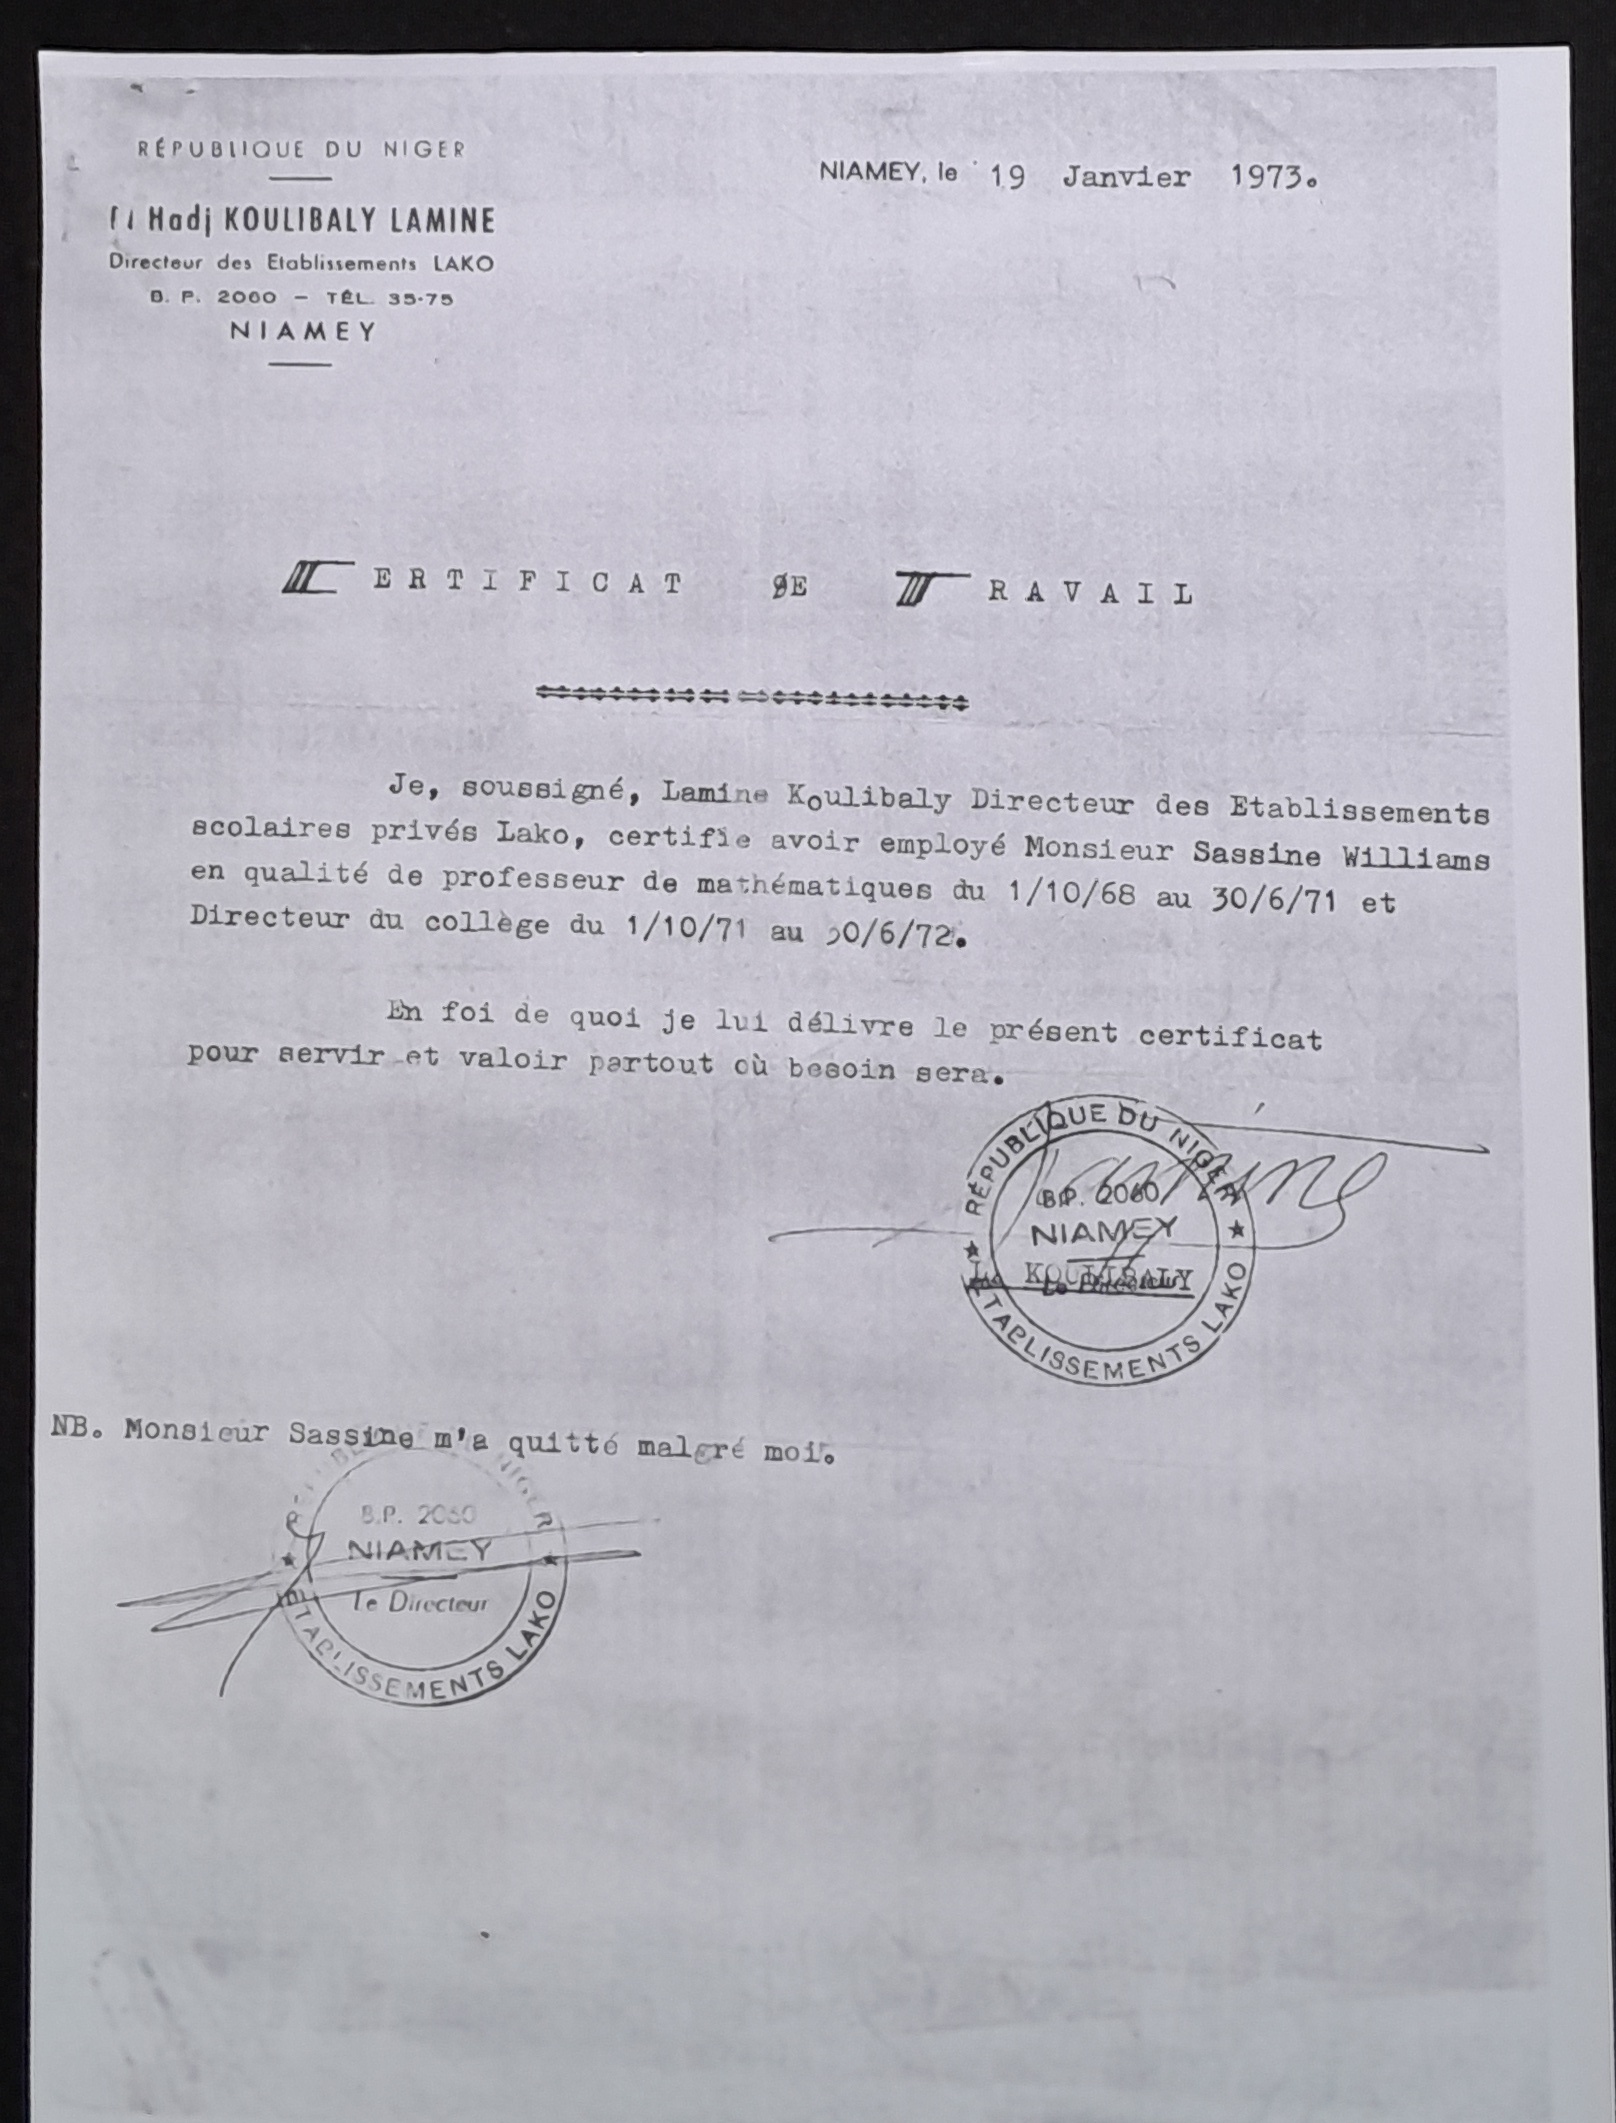 RÉPUBLIQUE DU NIGER
Hadj KOULIBALY LAMINE
Directeur des Etablissements LAKO
B. P. 2060 - TÉL. 35-75
NIAMEY
NIAMEY, le 19 Janvier 1973.
CERTIFICAT DE TRAVAIL
Je, soussigné, Lamine Koulibaly Directeur des Etablissements
scolaires privés Lako, certifie avoir employé Monsieur Sassine Williams
en qualité de professeur de mathématiques du 1/10/68 au 30/6/71 et
Directeur du collège du 1/10/71 au 30/6/72.
En foi de quoi je lui délivre le présent certificat
pour servir et valoir partout où besoin sera.
RÉPUBLIQUE DU NIGER
B.P. 2060
NIAMEY
Le Directeur
L. KOULIBALY
ETABLISSEMENTS LAKO
NB. Monsieur Sassine m'a quitté malgré moi.
NIGER
B.P. 2060
NIAMEY
Le Directeur
ETABLISSEMENTS LAKO